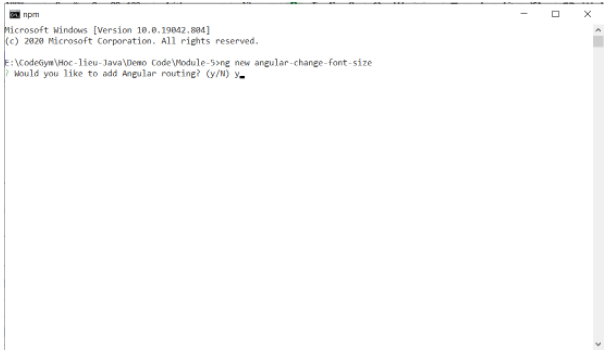 npm
Microsoft Windows [Version 10.0.19042.804]
(c) 2020 Microsoft Corporation. All rights reserved.
E:\CodeGym\Hoc-lieu-Java\Demo Code\Module-5>ng new angular-change-font-size
? Would you like to add Angular routing? (y/N) y